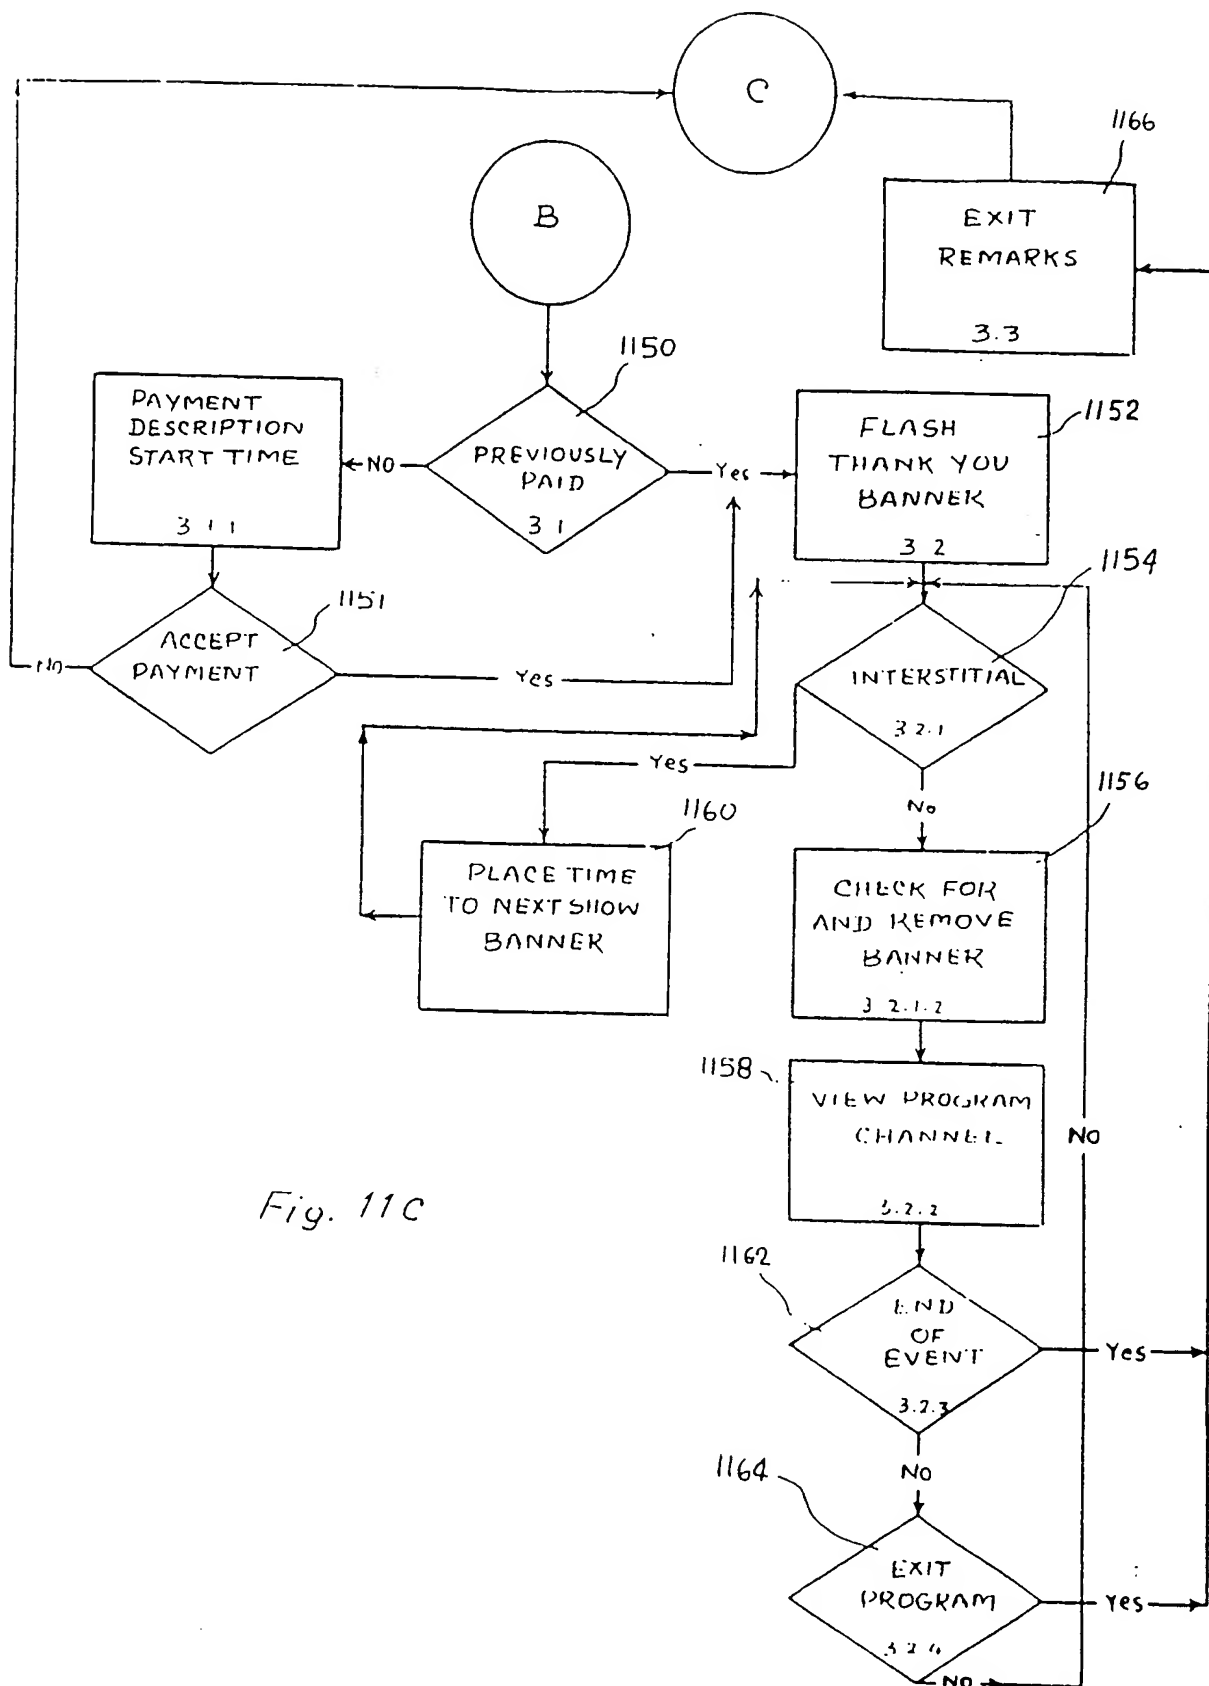 C
1166
EXIT
REMARKS
3.3
B
1150
PREVIOUSLY
PAID
3 1
NO
Yes
PAYMENT
DESCRIPTION
START TIME
3 1 1
1152
FLASH
THANK YOU
BANNER
3 2
1151
ACCEPT
PAYMENT
No
Yes
1154
INTERSTITIAL
3 2 1
Yes
No
1160
PLACE TIME
TO NEXT SHOW
BANNER
1156
CHECK FOR
AND REMOVE
BANNER
3 2.1.2
1158
VIEW PROGRAM
CHANNEL
3.2.2
NO
Fig. 11C
1162
END
OF
EVENT
3.2.3
Yes
NO
1164
EXIT
PROGRAM
3 2 4
Yes
NO